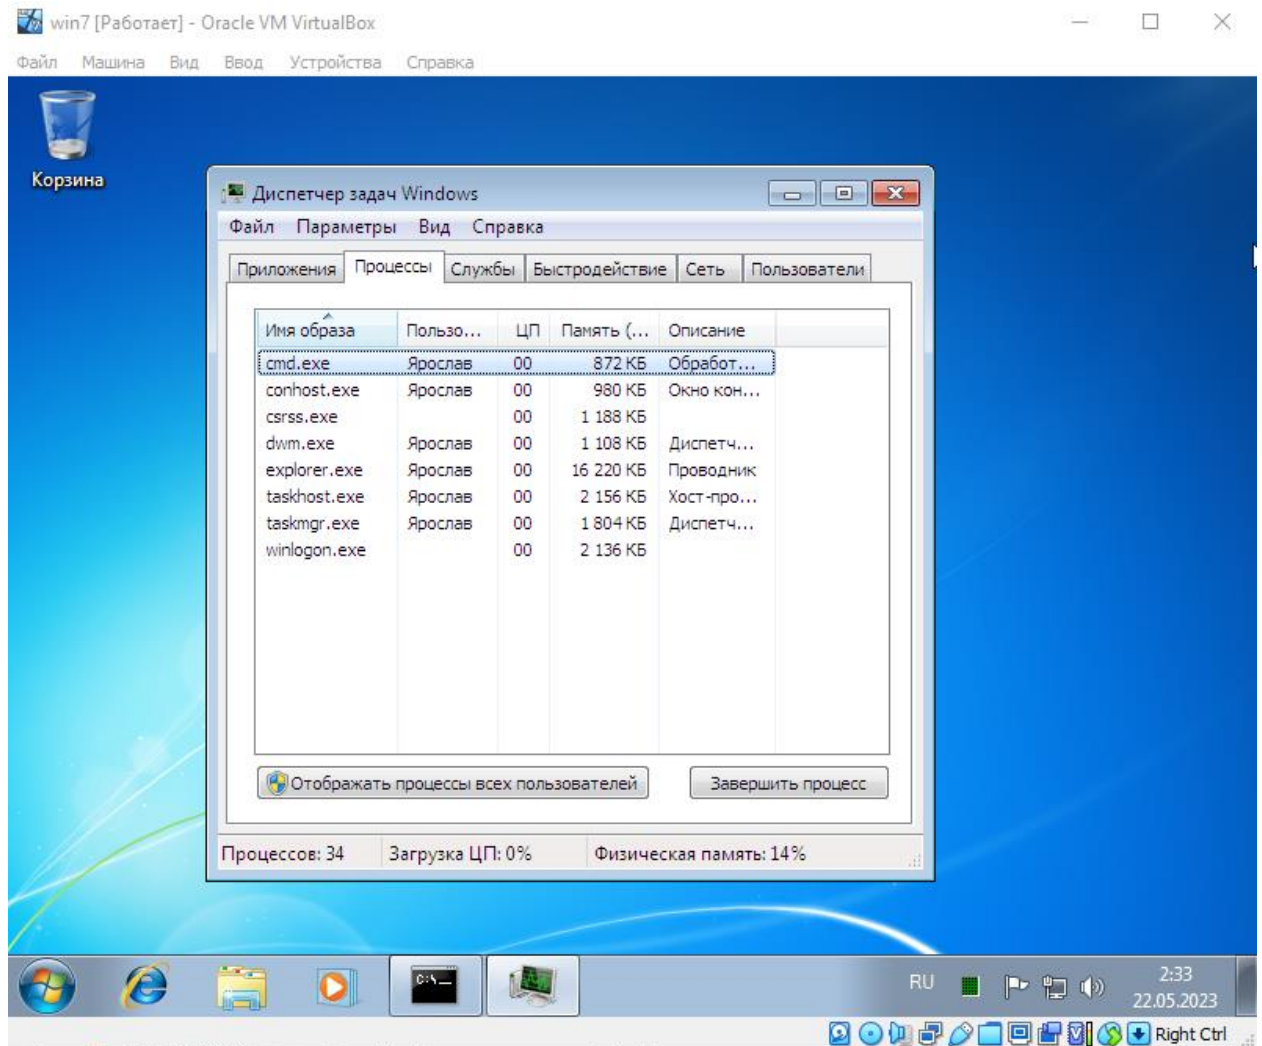 win7 [Работает] - Oracle VM VirtualBox
Файл Машина Вид Ввод Устройства Справка
Корзина
Диспетчер задач Windows
Файл Параметры Вид Справка
Приложения Процессы Службы Быстродействие Сеть Пользователи
Имя образа Пользо... ЦП Память (... Описание
cmd.exe Ярослав 00 872 КБ Обработ...
conhost.exe Ярослав 00 980 КБ Окно кон...
csrss.exe 00 1 188 КБ
dwm.exe Ярослав 00 1 108 КБ Диспетч...
explorer.exe Ярослав 00 16 220 КБ Проводник
taskhost.exe Ярослав 00 2 156 КБ Хост-про...
taskmgr.exe Ярослав 00 1 804 КБ Диспетч...
winlogon.exe 00 2 136 КБ
Отображать процессы всех пользователей Завершить процесс
Процессов: 34 Загрузка ЦП: 0% Физическая память: 14%
C:\_
RU 2:33
22.05.2023
Right Ctrl